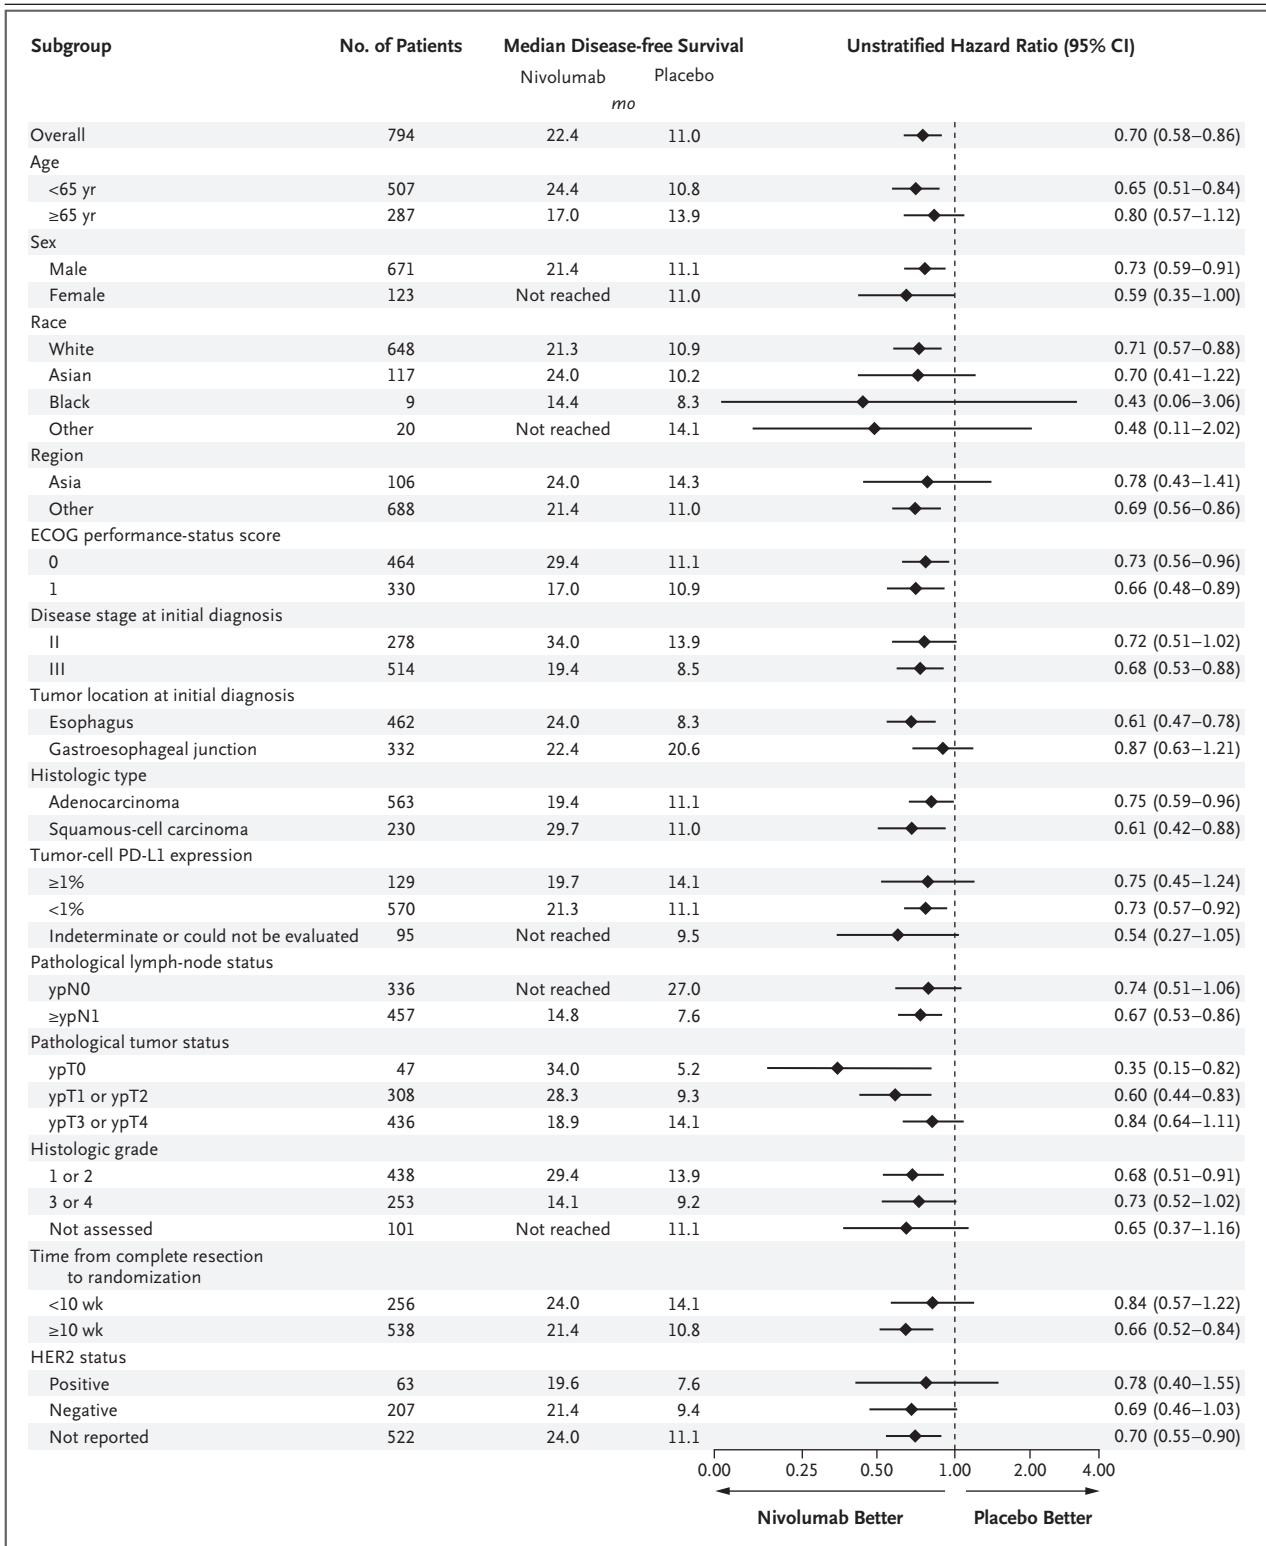 Subgroup No. of Patients Median Disease-free Survival Unstratified Hazard Ratio (95% CI)
Nivolumab Placebo
mo
Overall 794 22.4 11.0 0.70 (0.58–0.86)
Age
<65 yr 507 24.4 10.8 0.65 (0.51–0.84)
≥65 yr 287 17.0 13.9 0.80 (0.57–1.12)
Sex
Male 671 21.4 11.1 0.73 (0.59–0.91)
Female 123 Not reached 11.0 0.59 (0.35–1.00)
Race
White 648 21.3 10.9 0.71 (0.57–0.88)
Asian 117 24.0 10.2 0.70 (0.41–1.22)
Black 9 14.4 8.3 0.43 (0.06–3.06)
Other 20 Not reached 14.1 0.48 (0.11–2.02)
Region
Asia 106 24.0 14.3 0.78 (0.43–1.41)
Other 688 21.4 11.0 0.69 (0.56–0.86)
ECOG performance-status score
0 464 29.4 11.1 0.73 (0.56–0.96)
1 330 17.0 10.9 0.66 (0.48–0.89)
Disease stage at initial diagnosis
II 278 34.0 13.9 0.72 (0.51–1.02)
III 514 19.4 8.5 0.68 (0.53–0.88)
Tumor location at initial diagnosis
Esophagus 462 24.0 8.3 0.61 (0.47–0.78)
Gastroesophageal junction 332 22.4 20.6 0.87 (0.63–1.21)
Histologic type
Adenocarcinoma 563 19.4 11.1 0.75 (0.59–0.96)
Squamous-cell carcinoma 230 29.7 11.0 0.61 (0.42–0.88)
Tumor-cell PD-L1 expression
≥1% 129 19.7 14.1 0.75 (0.45–1.24)
<1% 570 21.3 11.1 0.73 (0.57–0.92)
Indeterminate or could not be evaluated 95 Not reached 9.5 0.54 (0.27–1.05)
Pathological lymph-node status
ypN0 336 Not reached 27.0 0.74 (0.51–1.06)
≥ypN1 457 14.8 7.6 0.67 (0.53–0.86)
Pathological tumor status
ypT0 47 34.0 5.2 0.35 (0.15–0.82)
ypT1 or ypT2 308 28.3 9.3 0.60 (0.44–0.83)
ypT3 or ypT4 436 18.9 14.1 0.84 (0.64–1.11)
Histologic grade
1 or 2 438 29.4 13.9 0.68 (0.51–0.91)
3 or 4 253 14.1 9.2 0.73 (0.52–1.02)
Not assessed 101 Not reached 11.1 0.65 (0.37–1.16)
Time from complete resection
to randomization
<10 wk 256 24.0 14.1 0.84 (0.57–1.22)
≥10 wk 538 21.4 10.8 0.66 (0.52–0.84)
HER2 status
Positive 63 19.6 7.6 0.78 (0.40–1.55)
Negative 207 21.4 9.4 0.69 (0.46–1.03)
Not reported 522 24.0 11.1 0.70 (0.55–0.90)
0.00 0.25 0.50 1.00 2.00 4.00
Nivolumab Better Placebo Better